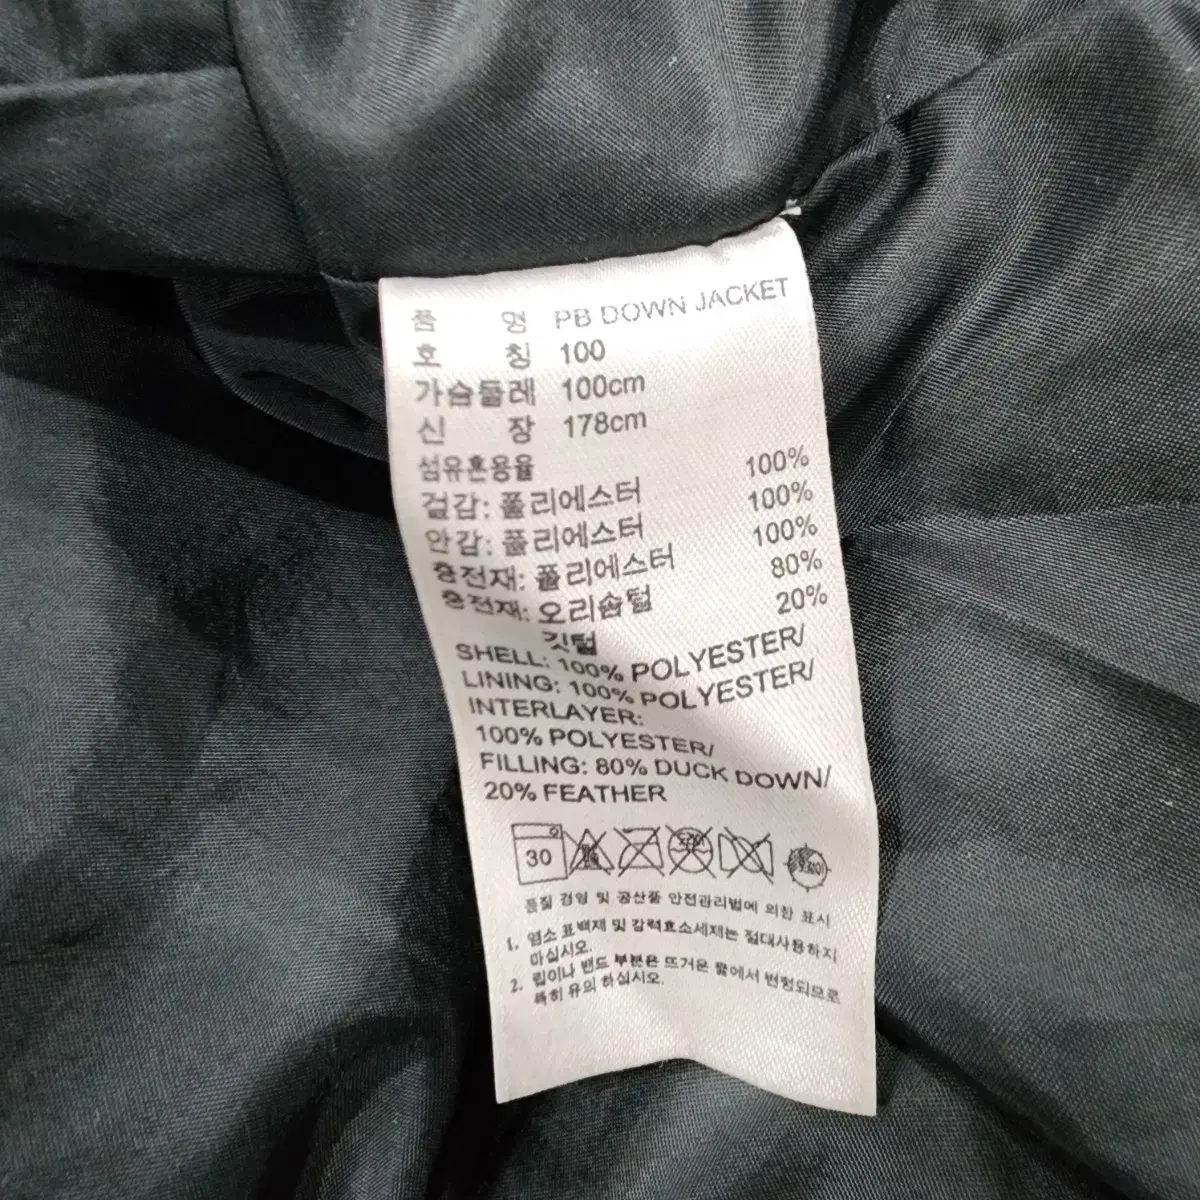 품 명 PB DOWN JACKET
호 칭 100
가슴둘레 100cm
신 장 178cm
섬유혼용율
겉감: 폴리에스터 100%
안감: 폴리에스터 100%
충전재: 폴리에스터 100%
충전재: 오리솜털 80%
깃털 20%
SHELL: 100% POLYESTER/
LINING: 100% POLYESTER/
INTERLAYER:
100% POLYESTER/
FILLING: 80% DUCK DOWN/
20% FEATHER
30
품질 경영 및 공산품 안전관리법에 의한 표시
1. 염소 표백제 및 강력효소세제는 절대사용하지
마십시오.
2. 립이나 밴드 부분은 뜨거운 물에서 변형되므로
특히 유의 하십시오.